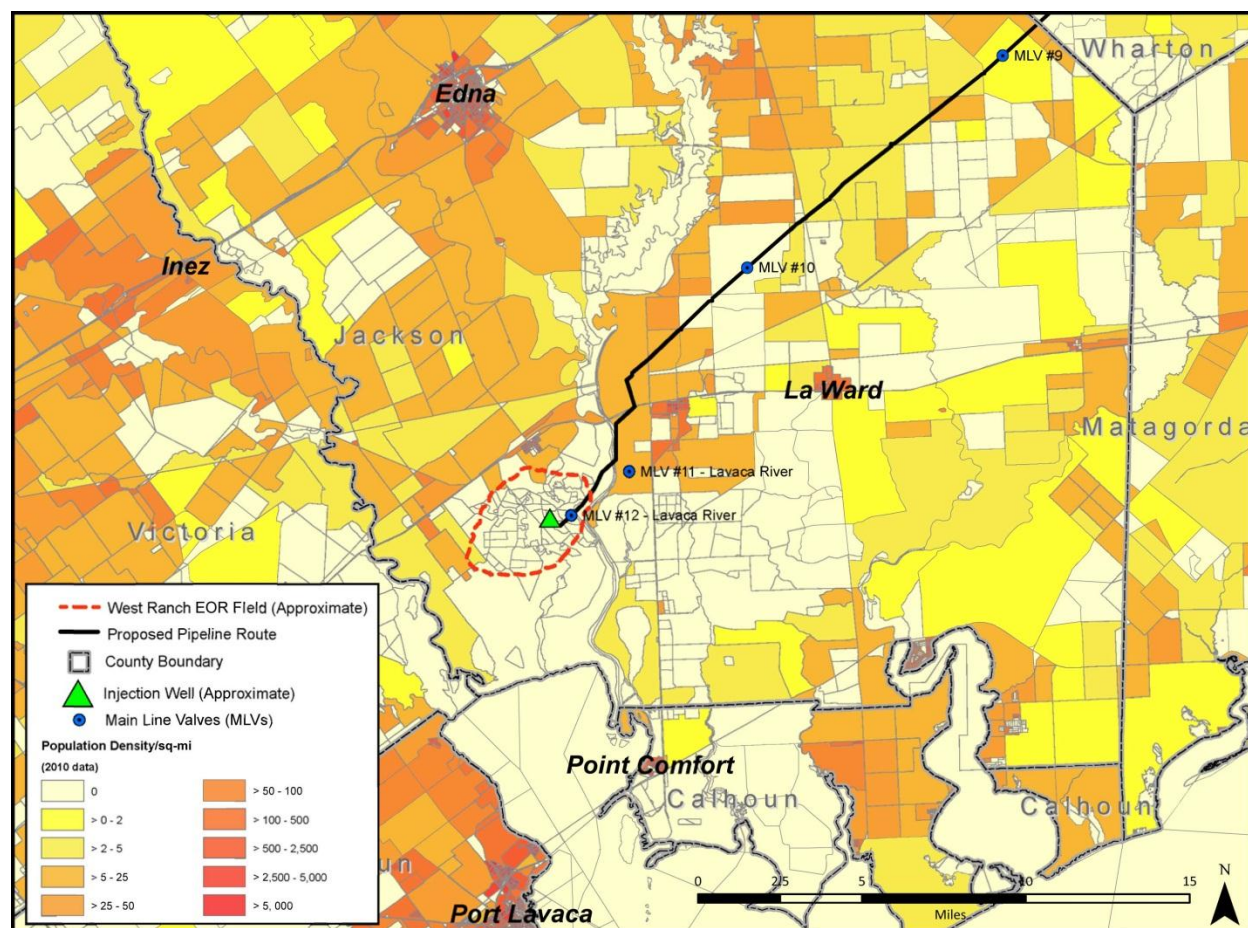 Wharton
MLV #9
Edna
Inez
MLV #10
Jackson
La Ward
Matagorda
MLV #11 - Lavaca River
MLV #12 - Lavaca River
Victoria
West Ranch EOR FIeld (Approximate)
Proposed Pipeline Route
County Boundary
Injection Well (Approximate)
Main Line Valves (MLVs)
Population Density/sq-mi
(2010 data)
0
> 0 - 2
> 2 - 5
> 5 - 25
> 25 - 50
> 50 - 100
> 100 - 500
> 500 - 2,500
> 2,500 - 5,000
> 5, 000
Point Comfort
Calhoun
Calhoun
un
Port Lavaca
0 2.5 5 10 15
Miles
N